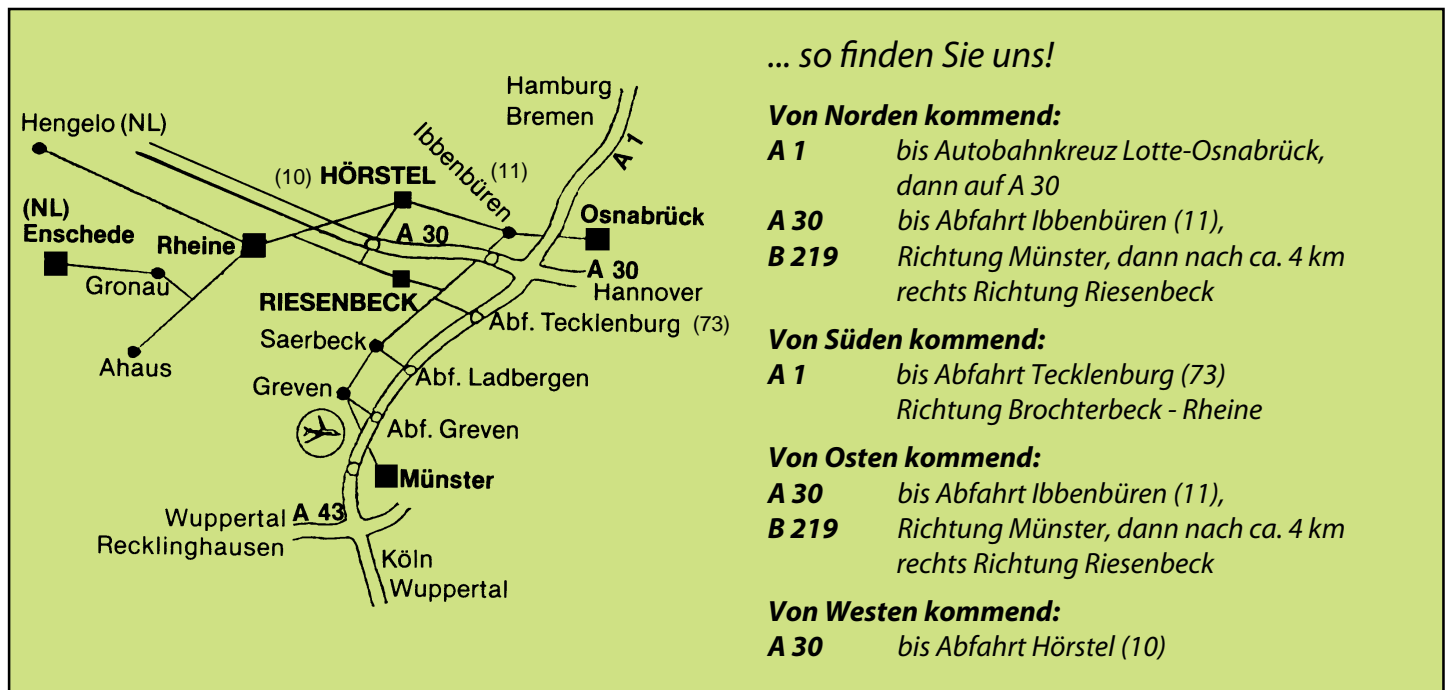 Hamburg
Bremen
A 1
Hengelo (NL)
Ibbenbüren
(11)
(10) HÖRSTEL
(NL)
Enschede
Rheine
A 30
Osnabrück
A 30
Hannover
Gronau
RIESENBECK
Abf. Tecklenburg (73)
Saerbeck
Ahaus
Abf. Ladbergen
Greven
Abf. Greven
Münster
Wuppertal A 43
Recklinghausen
Köln
Wuppertal
... so finden Sie uns!
Von Norden kommend:
A 1 bis Autobahnkreuz Lotte-Osnabrück,
dann auf A 30
A 30 bis Abfahrt Ibbenbüren (11),
B 219 Richtung Münster, dann nach ca. 4 km
rechts Richtung Riesenbeck
Von Süden kommend:
A 1 bis Abfahrt Tecklenburg (73)
Richtung Brochterbeck - Rheine
Von Osten kommend:
A 30 bis Abfahrt Ibbenbüren (11),
B 219 Richtung Münster, dann nach ca. 4 km
rechts Richtung Riesenbeck
Von Westen kommend:
A 30 bis Abfahrt Hörstel (10)